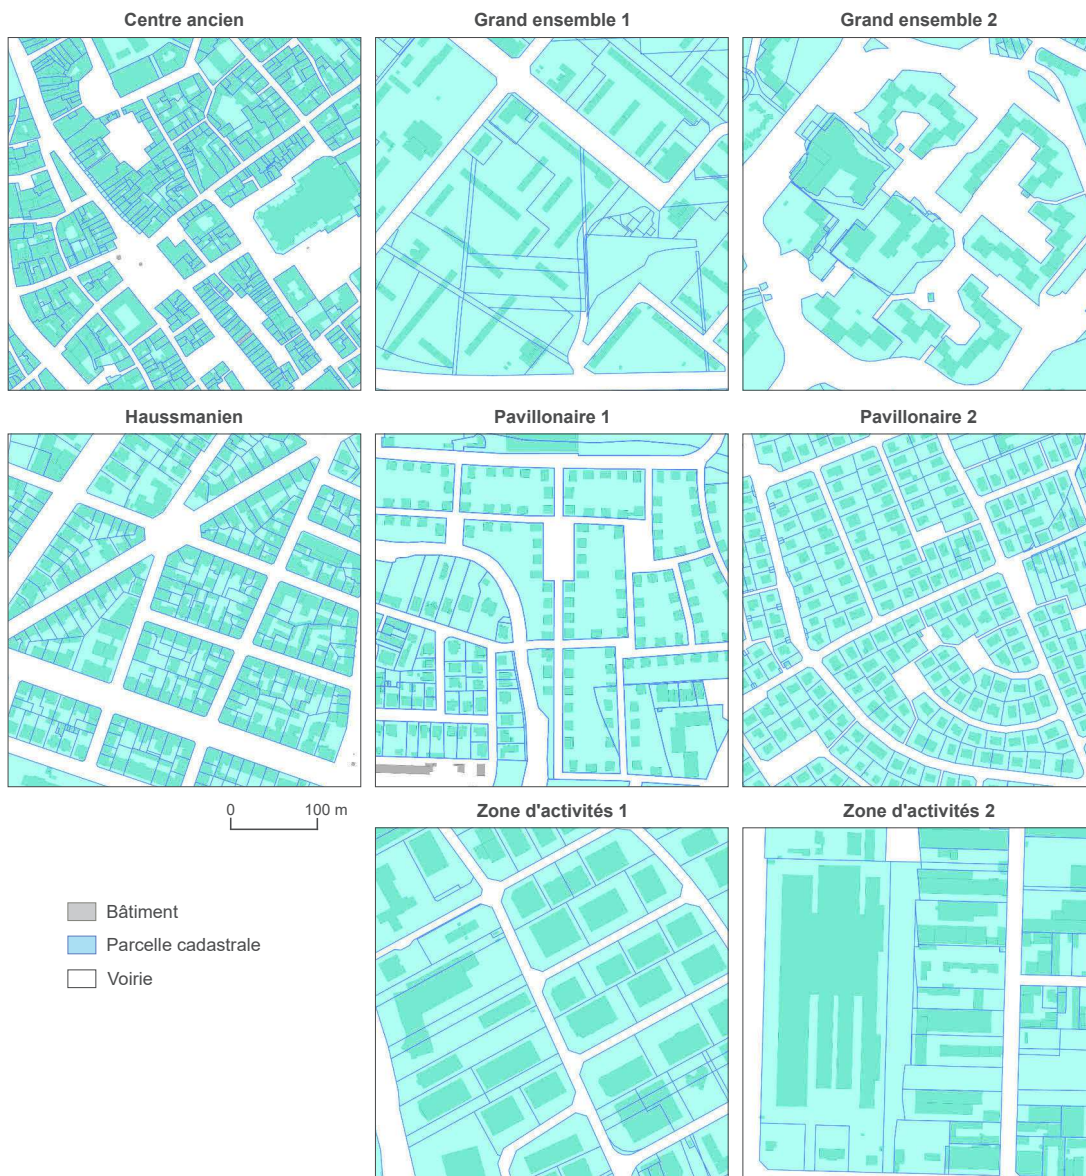 Centre ancien
Grand ensemble 1
Grand ensemble 2
Haussmanien
Pavillonaire 1
Pavillonaire 2
0 100 m
Zone d'activités 1
Zone d'activités 2
Bâtiment
Parcelle cadastrale
Voirie